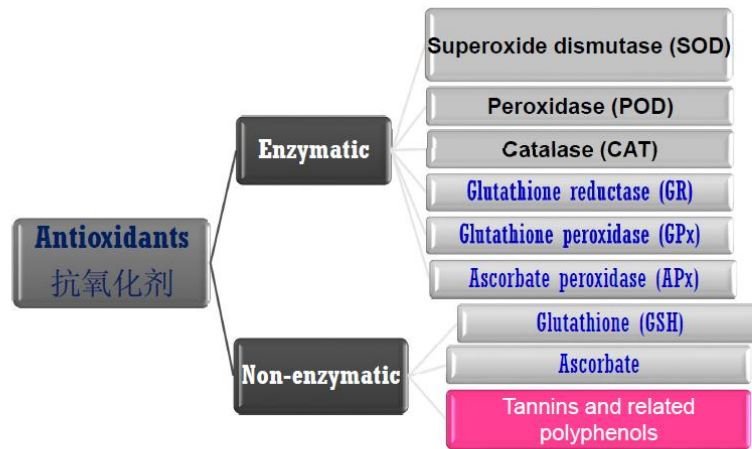 Antioxidants
抗氧化剂
Enzymatic
Superoxide dismutase (SOD)
Peroxidase (POD)
Catalase (CAT)
Glutathione reductase (GR)
Glutathione peroxidase (GPx)
Ascorbate peroxidase (APx)
Non-enzymatic
Glutathione (GSH)
Ascorbate
Tannins and related
polyphenols